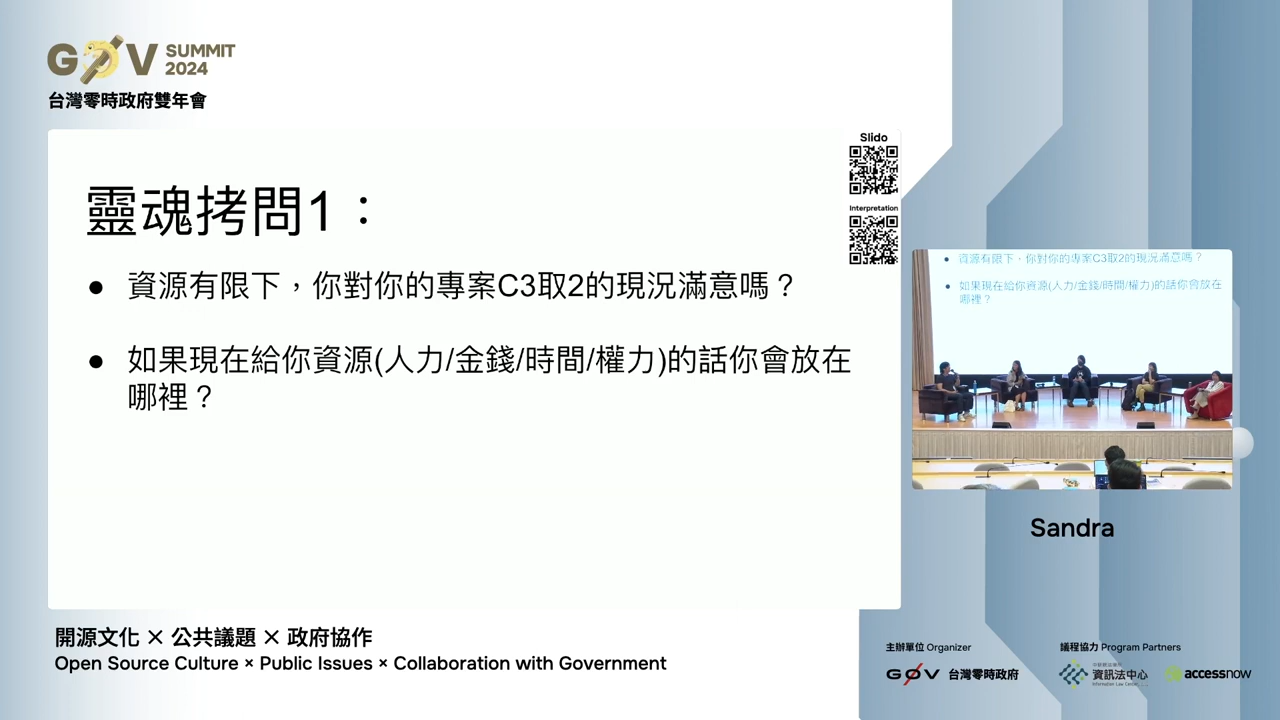 G0V SUMMIT 2024
台灣零時政府雙年會
Slido
Interpretation
靈魂拷問1：
● 資源有限下，你對你的專案C3取2的現況滿意嗎？
● 如果現在給你資源(人力/金錢/時間/權力)的話你會放在
哪裡？
● 資源有限下，你對你的專案C3取2的現況滿意嗎？
● 如果現在給你資源(人力/金錢/時間/權力)的話你會放在
哪裡？
Sandra
開源文化 × 公共議題 × 政府協作
Open Source Culture × Public Issues × Collaboration with Government
主辦單位 Organizer
G0V 台灣零時政府
議程協力 Program Partners
資訊法中心
Information Law Center
accessnow